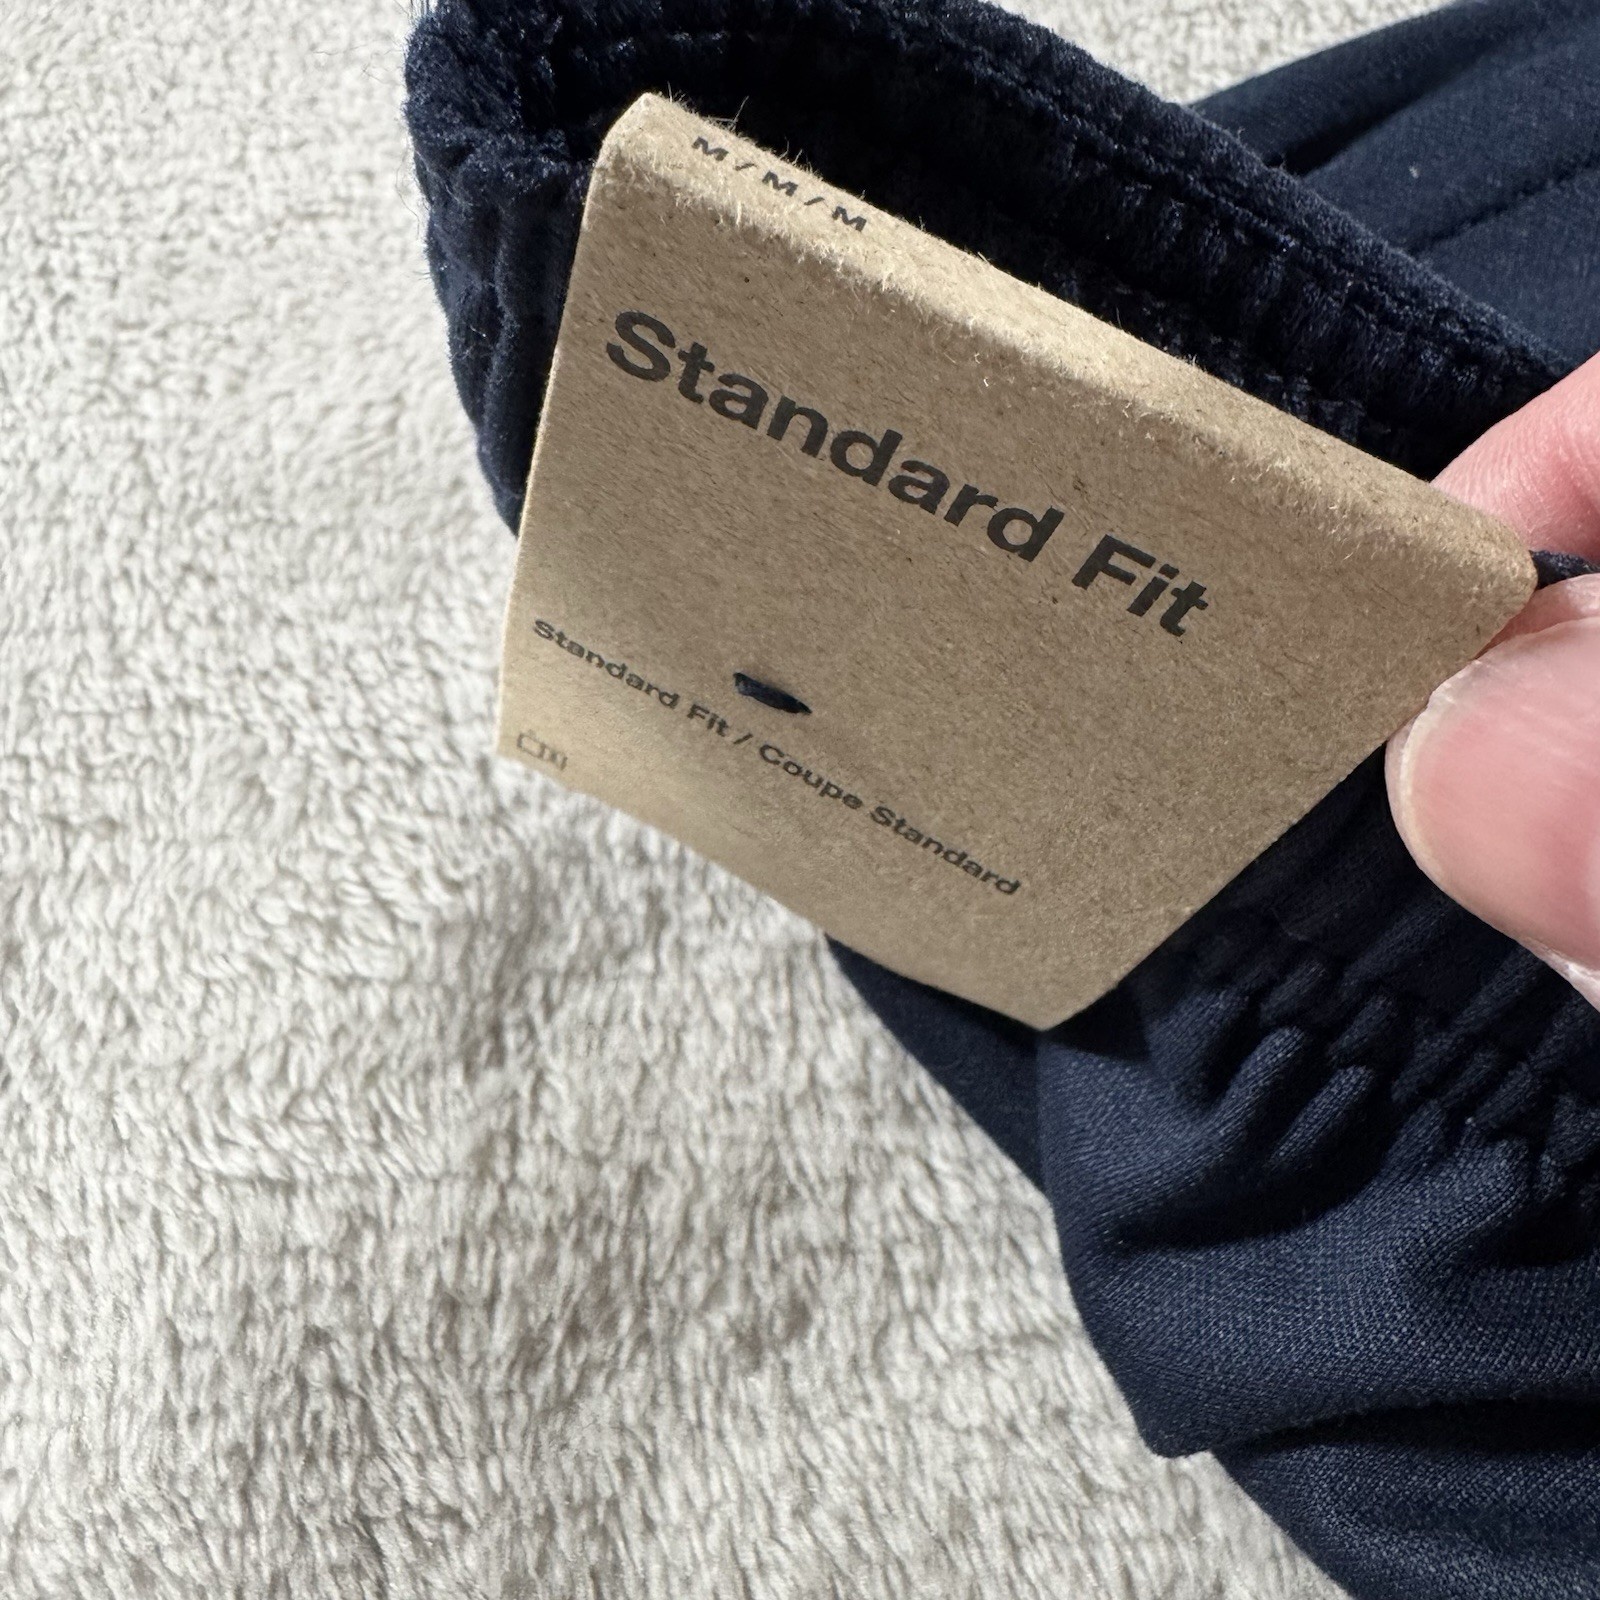 M/M/M
Standard Fit
Standard Fit / Coupe Standard